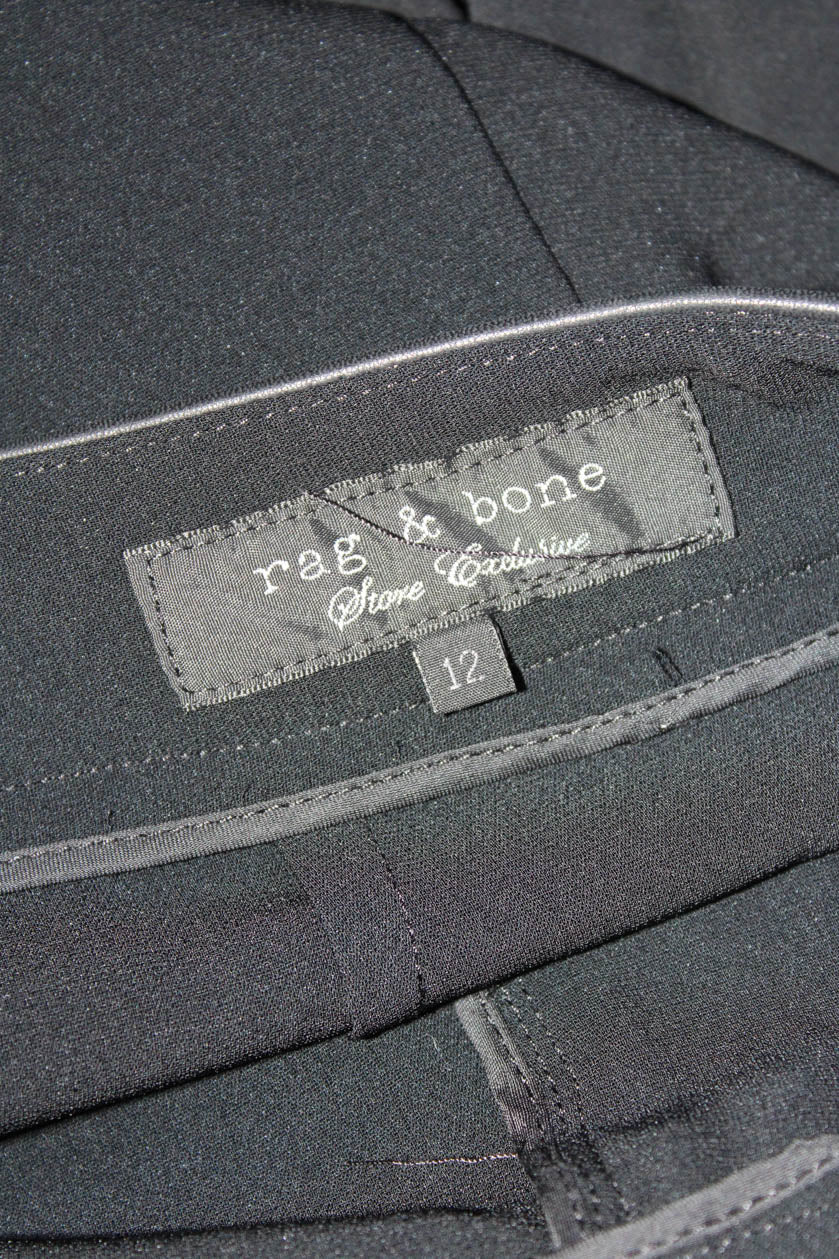 rag & bone
Store Exclusive
12